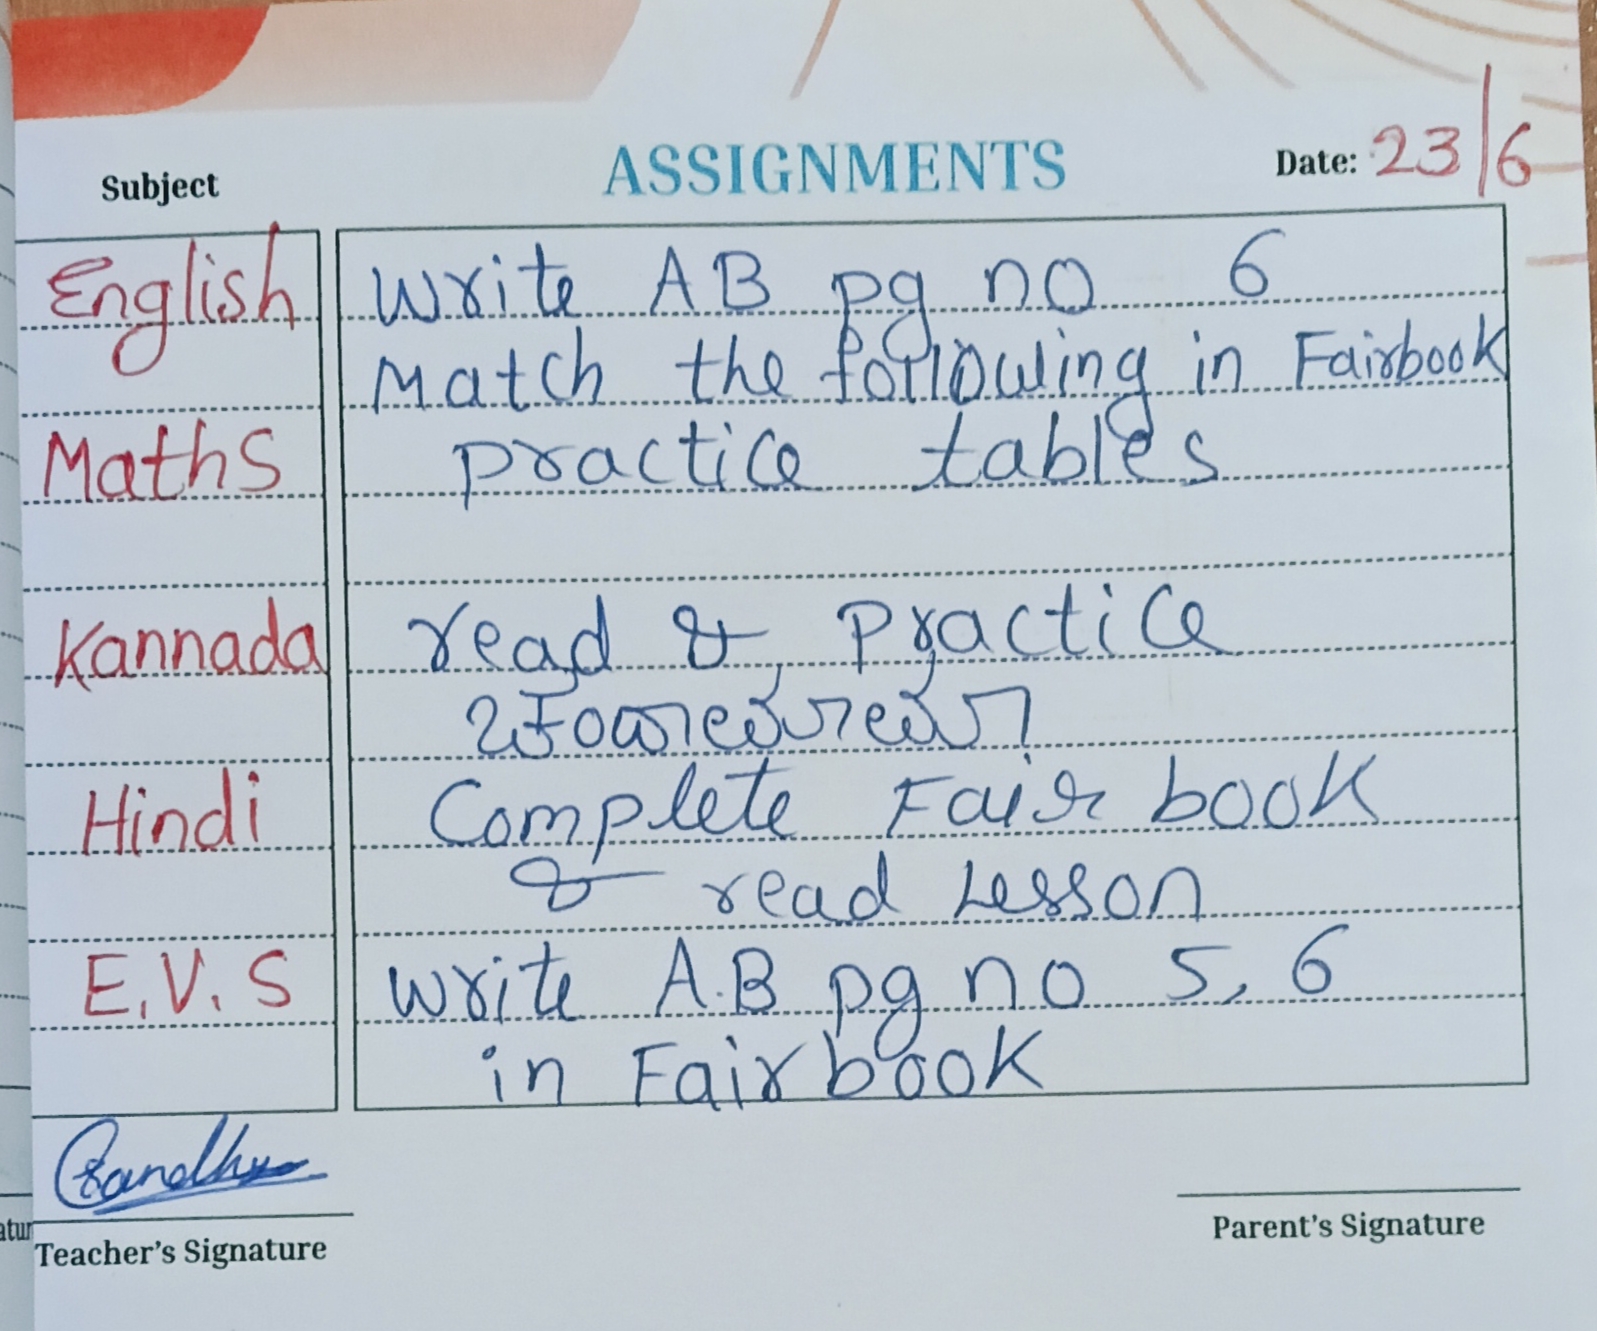 ASSIGNMENTS
Subject Date: 23/6
English Write AB pg no 6
Match the following in Fairbook
Maths practice tables
Kannada read & practice
Hindi Complete Fair book
& read Lesson
E.V.S Write A.B pg no 5, 6
in Fair book
Teacher's Signature Parent's Signature